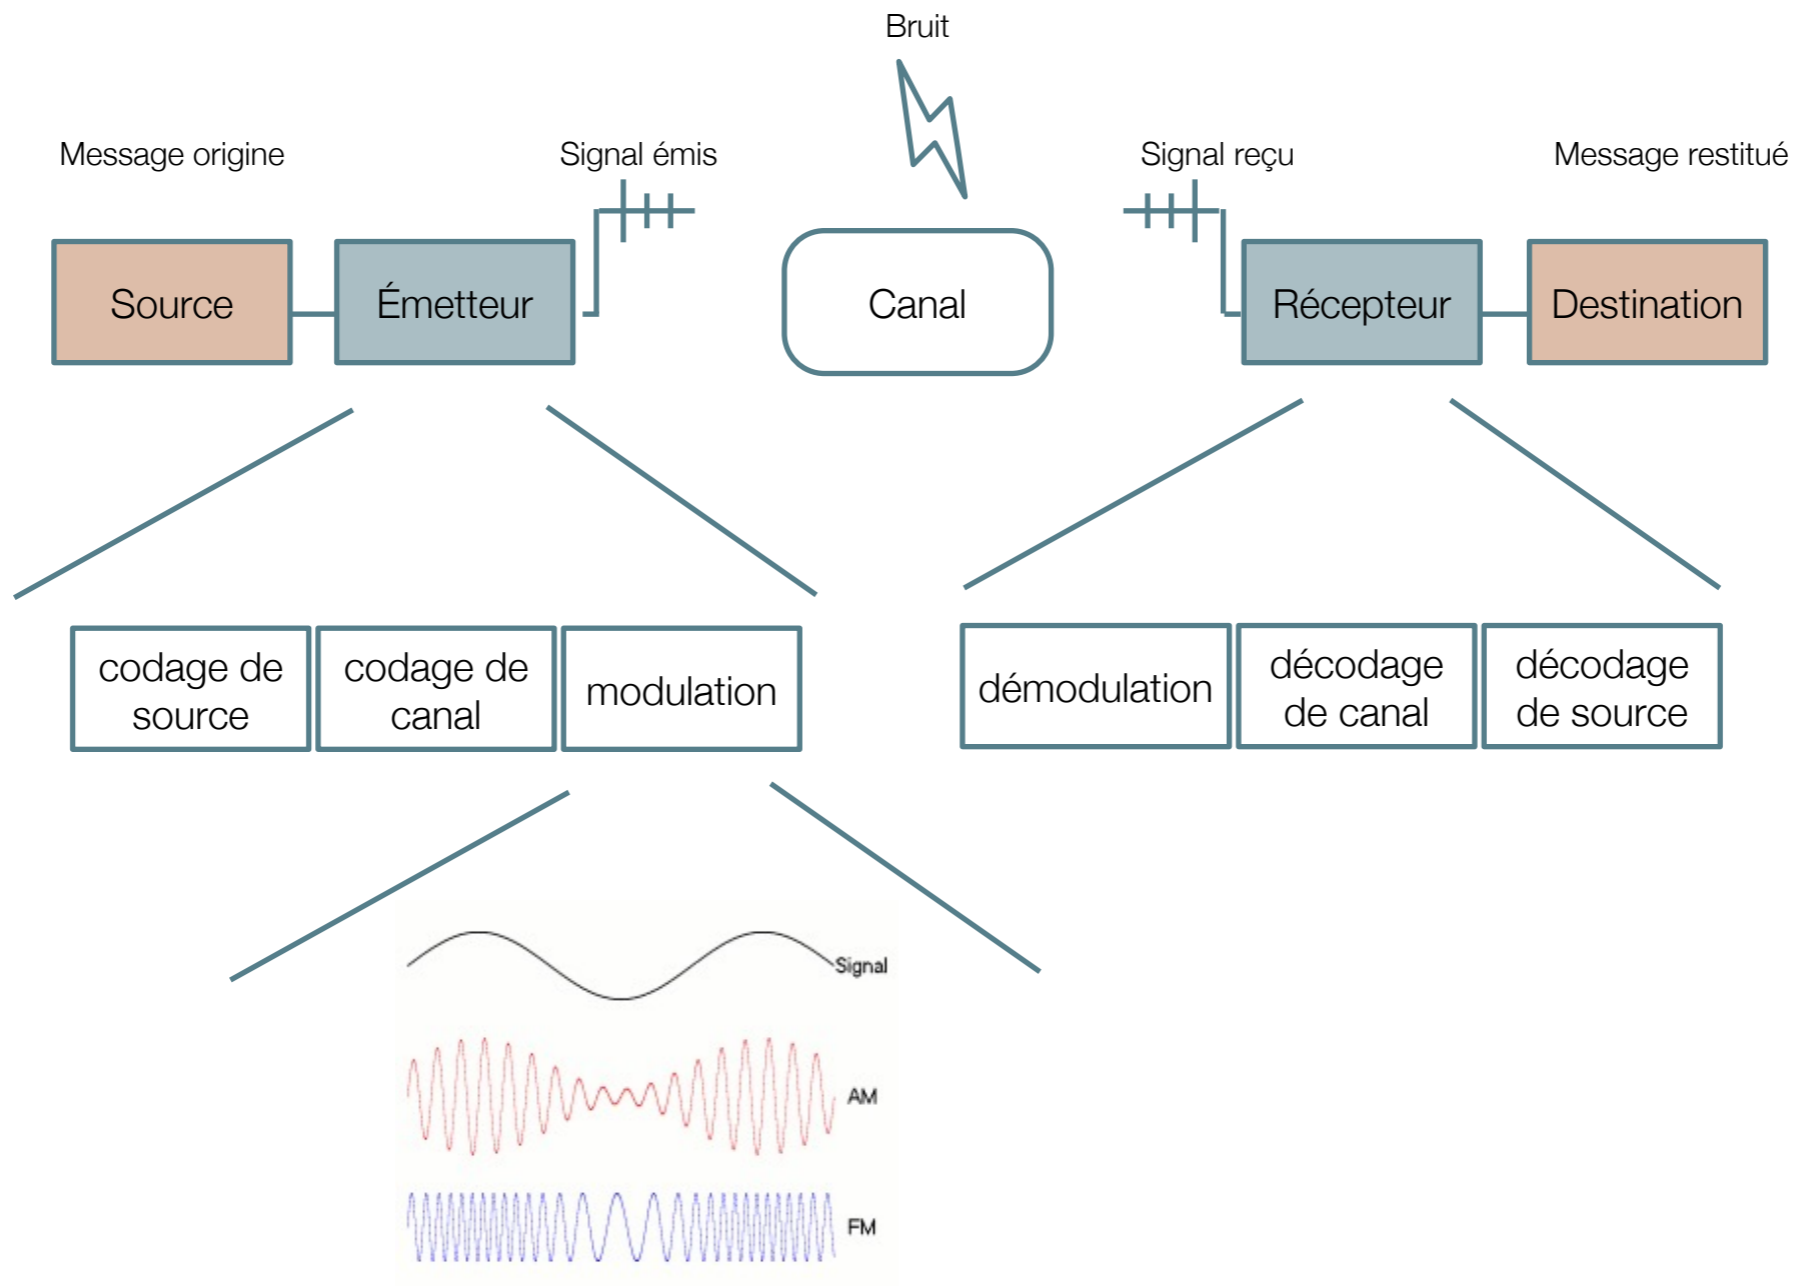 Bruit
Message origine
Signal émis
Signal reçu
Message restitué
Source
Émetteur
Canal
Récepteur
Destination
codage de
source
codage de
canal
modulation
démodulation
décodage
de canal
décodage
de source
Signal
AM
FM